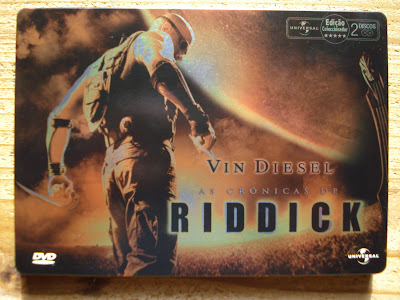 UNIVERSAL
Edição
Coleccionador
★★★★★
2 DISCOS
VIN DIESEL
AS CRÓNICAS DE
RIDDICK
DVD
UNIVERSAL